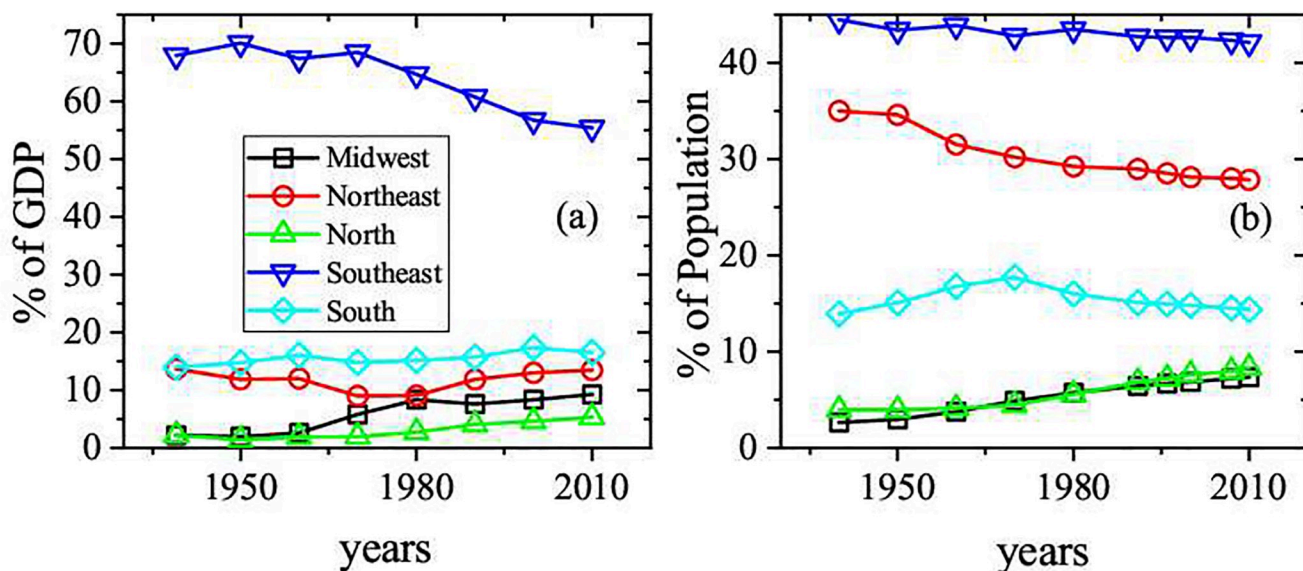 70
60
50
40
30
20
10
0
% of GDP
Midwest
Northeast
North
Southeast
South
(a)
1950
1980
2010
years
40
30
20
10
0
% of Population
(b)
1950
1980
2010
years